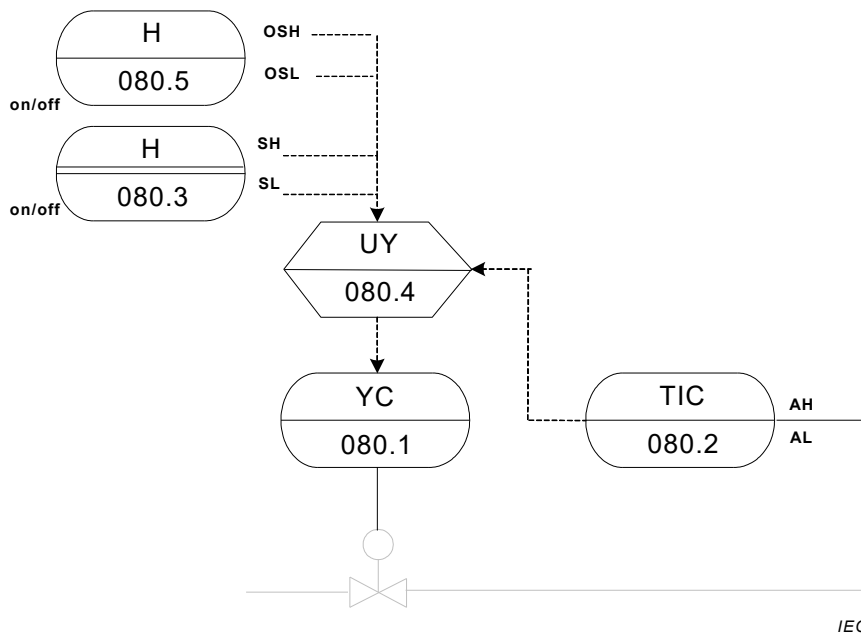 H
OSH
080.5
OSL
on/off
H
SH
080.3
SL
on/off
UY
080.4
YC
080.1
TIC
AH
080.2
AL
IEC